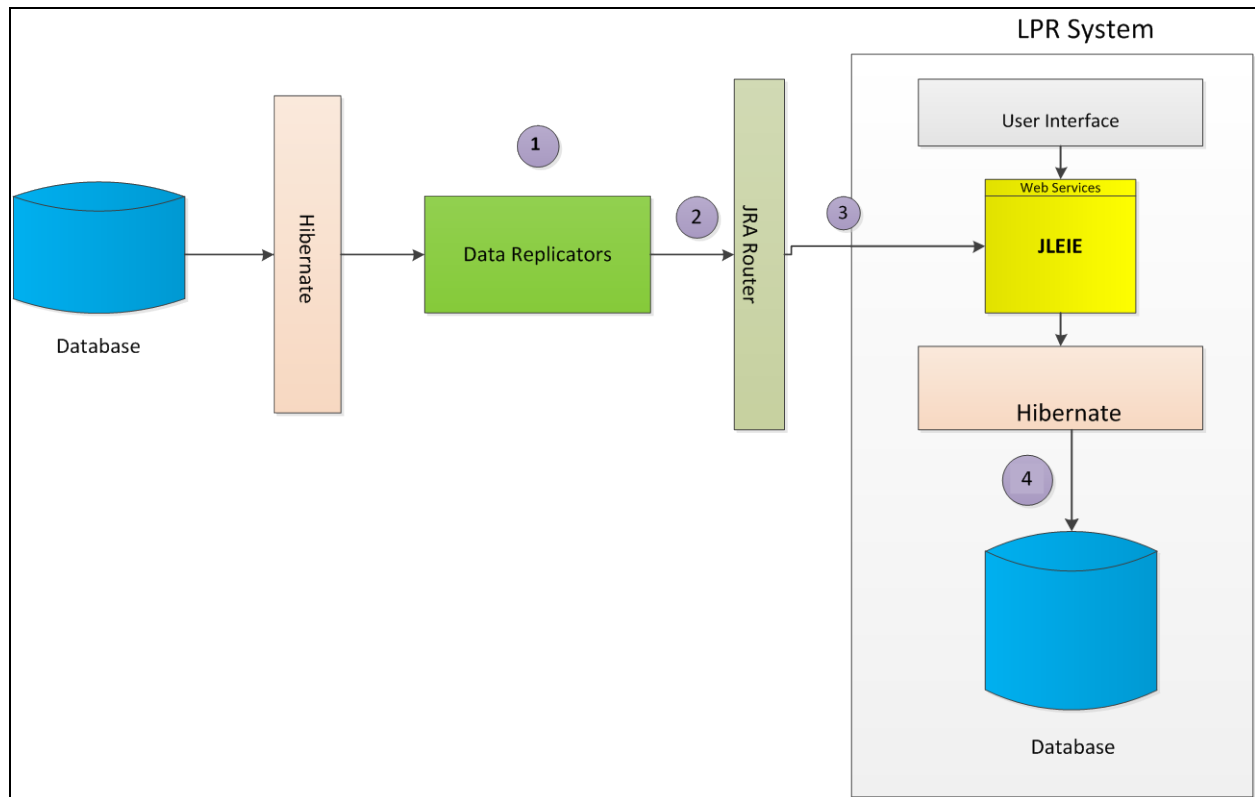 LPR System
User Interface
1
Web Services
2
3
JLEIE
Hibernate
Data Replicators
JRA Router
Database
Hibernate
4
Database